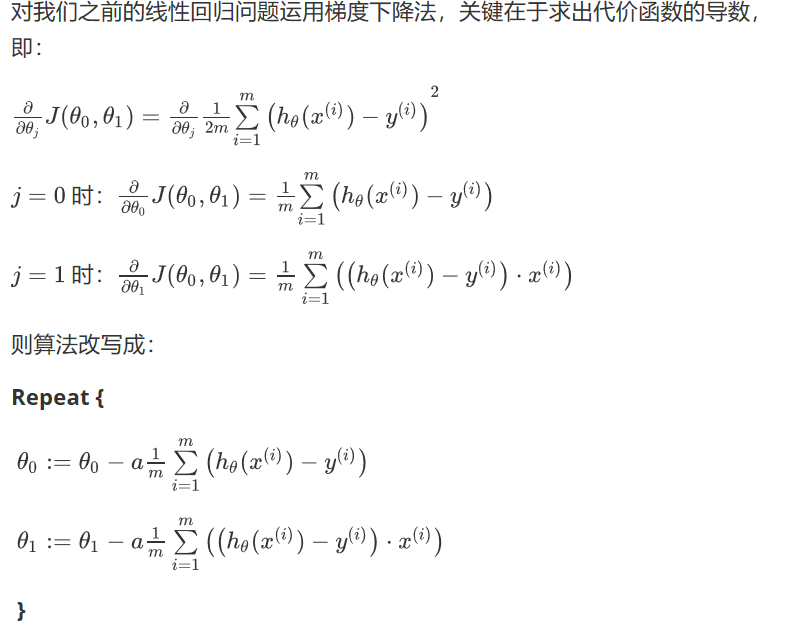 对我们之前的线性回归问题运用梯度下降法，关键在于求出代价函数的导数，
即：
$\frac{\partial}{\partial\theta_j}J(\theta_0,\theta_1)=\frac{\partial}{\partial\theta_j}\frac{1}{2m}\sum_{i=1}^{m}\left(h_\theta(x^{(i)})-y^{(i)}\right)^2$
$j=0$ 时：$\frac{\partial}{\partial\theta_0}J(\theta_0,\theta_1)=\frac{1}{m}\sum_{i=1}^{m}\left(h_\theta(x^{(i)})-y^{(i)}\right)$
$j=1$ 时：$\frac{\partial}{\partial\theta_1}J(\theta_0,\theta_1)=\frac{1}{m}\sum_{i=1}^{m}\left(\left(h_\theta(x^{(i)})-y^{(i)}\right)\cdot x^{(i)}\right)$
则算法改写成：
Repeat {
$\theta_0:=\theta_0-a\frac{1}{m}\sum_{i=1}^{m}\left(h_\theta(x^{(i)})-y^{(i)}\right)$
$\theta_1:=\theta_1-a\frac{1}{m}\sum_{i=1}^{m}\left(\left(h_\theta(x^{(i)})-y^{(i)}\right)\cdot x^{(i)}\right)$
}